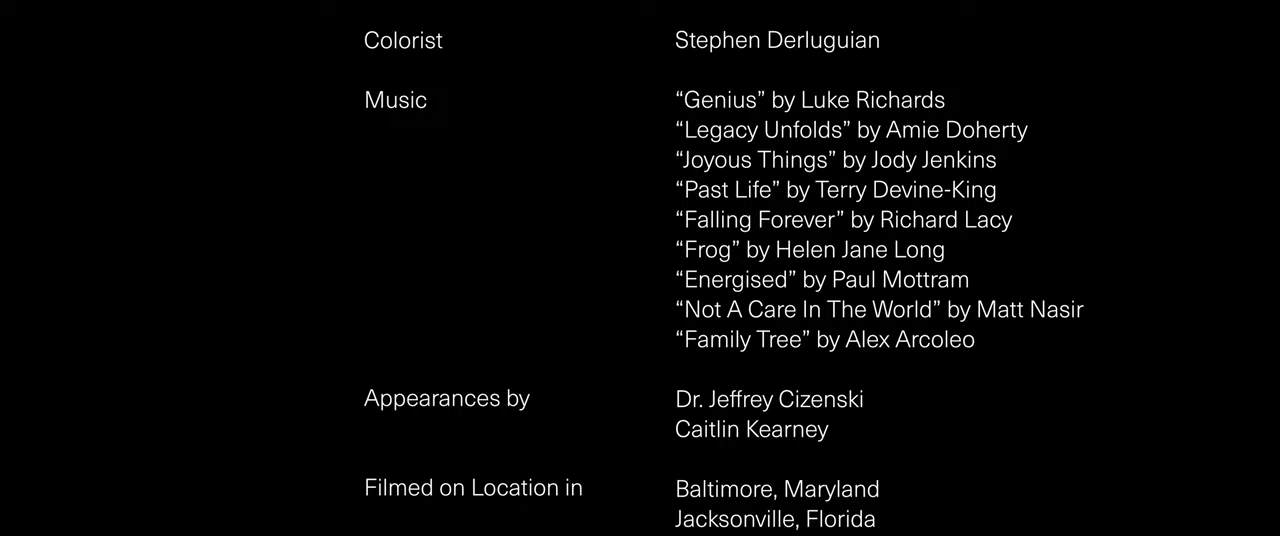 Colorist Stephen Derluguian
Music “Genius” by Luke Richards
“Legacy Unfolds” by Amie Doherty
“Joyous Things” by Jody Jenkins
“Past Life” by Terry Devine-King
“Falling Forever” by Richard Lacy
“Frog” by Helen Jane Long
“Energised” by Paul Mottram
“Not A Care In The World” by Matt Nasir
“Family Tree” by Alex Arcoleo
Appearances by Dr. Jeffrey Cizenski
Caitlin Kearney
Filmed on Location in Baltimore, Maryland
Jacksonville, Florida